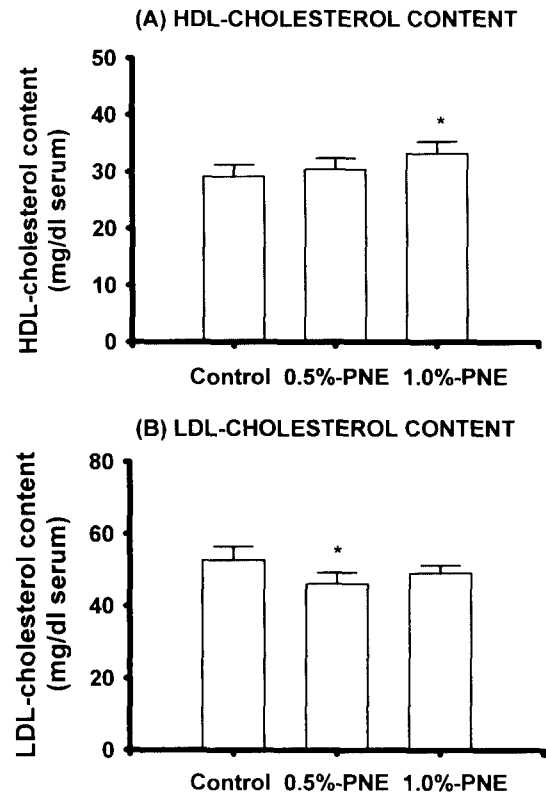 (A) HDL-CHOLESTEROL CONTENT
HDL-cholesterol content
(mg/dl serum)
50
40
30
20
10
0
*
Control 0.5%-PNE 1.0%-PNE
(B) LDL-CHOLESTEROL CONTENT
LDL-cholesterol content
(mg/dl serum)
80
60
40
20
0
*
Control 0.5%-PNE 1.0%-PNE